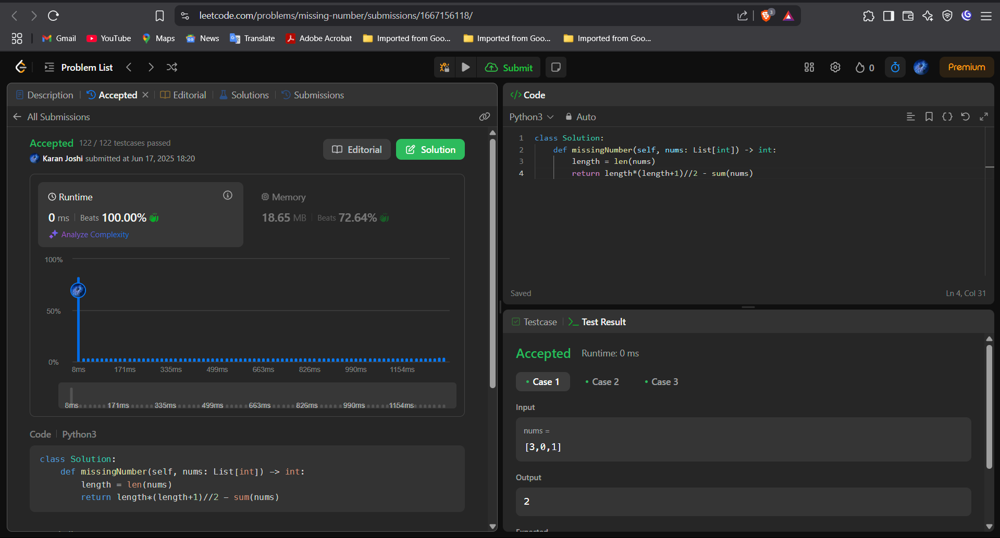 leetcode.com/problems/missing-number/submissions/1667156118/
3
Gmail YouTube Maps News Translate Adobe Acrobat Imported from Goo... Imported from Goo... Imported from Goo...
Problem List Submit 0 Premium
Description Accepted Editorial Solutions Submissions
All Submissions
Accepted 122 / 122 testcases passed
Karan Joshi submitted at Jun 17, 2025 18:20
Editorial Solution
Runtime
0 ms Beats 100.00%
Analyze Complexity
Memory
18.65 MB Beats 72.64%
100%
50%
0%
8ms 171ms 335ms 499ms 663ms 826ms 990ms 1154ms
8ms 171ms 335ms 499ms 663ms 826ms 990ms 1154ms
Code Python3
class Solution:
    def missingNumber(self, nums: List[int]) -> int:
        length = len(nums)
        return length*(length+1)//2 - sum(nums)
</> Code
Python3 Auto
1 class Solution:
2     def missingNumber(self, nums: List[int]) -> int:
3         length = len(nums)
4         return length*(length+1)//2 - sum(nums)
Saved Ln 4, Col 31
Testcase >_ Test Result
Accepted Runtime: 0 ms
• Case 1 • Case 2 • Case 3
Input
nums =
[3,0,1]
Output
2